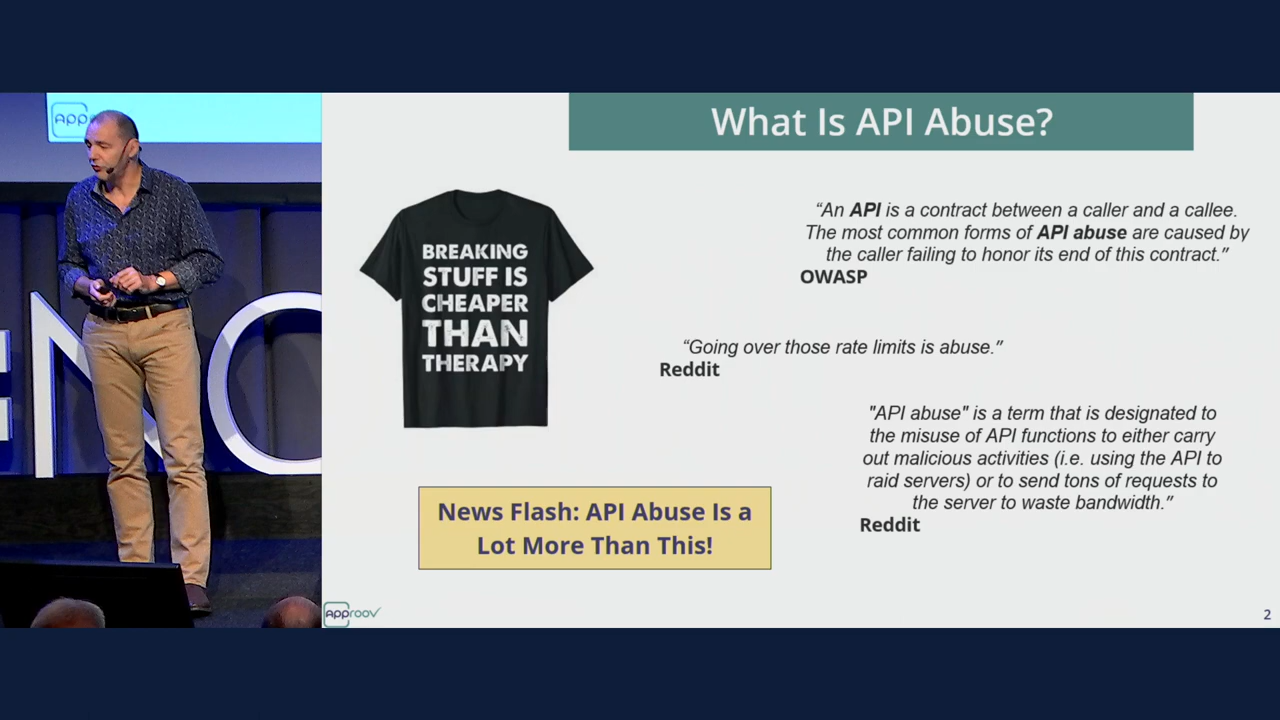 App
NO
What Is API Abuse?
BREAKING
STUFF IS
CHEAPER
THAN
THERAPY
“An API is a contract between a caller and a callee.
The most common forms of API abuse are caused by
the caller failing to honor its end of this contract.”
OWASP
“Going over those rate limits is abuse.”
Reddit
"API abuse" is a term that is designated to
the misuse of API functions to either carry
out malicious activities (i.e. using the API to
raid servers) or to send tons of requests to
the server to waste bandwidth.”
Reddit
News Flash: API Abuse Is a
Lot More Than This!
Approov
2